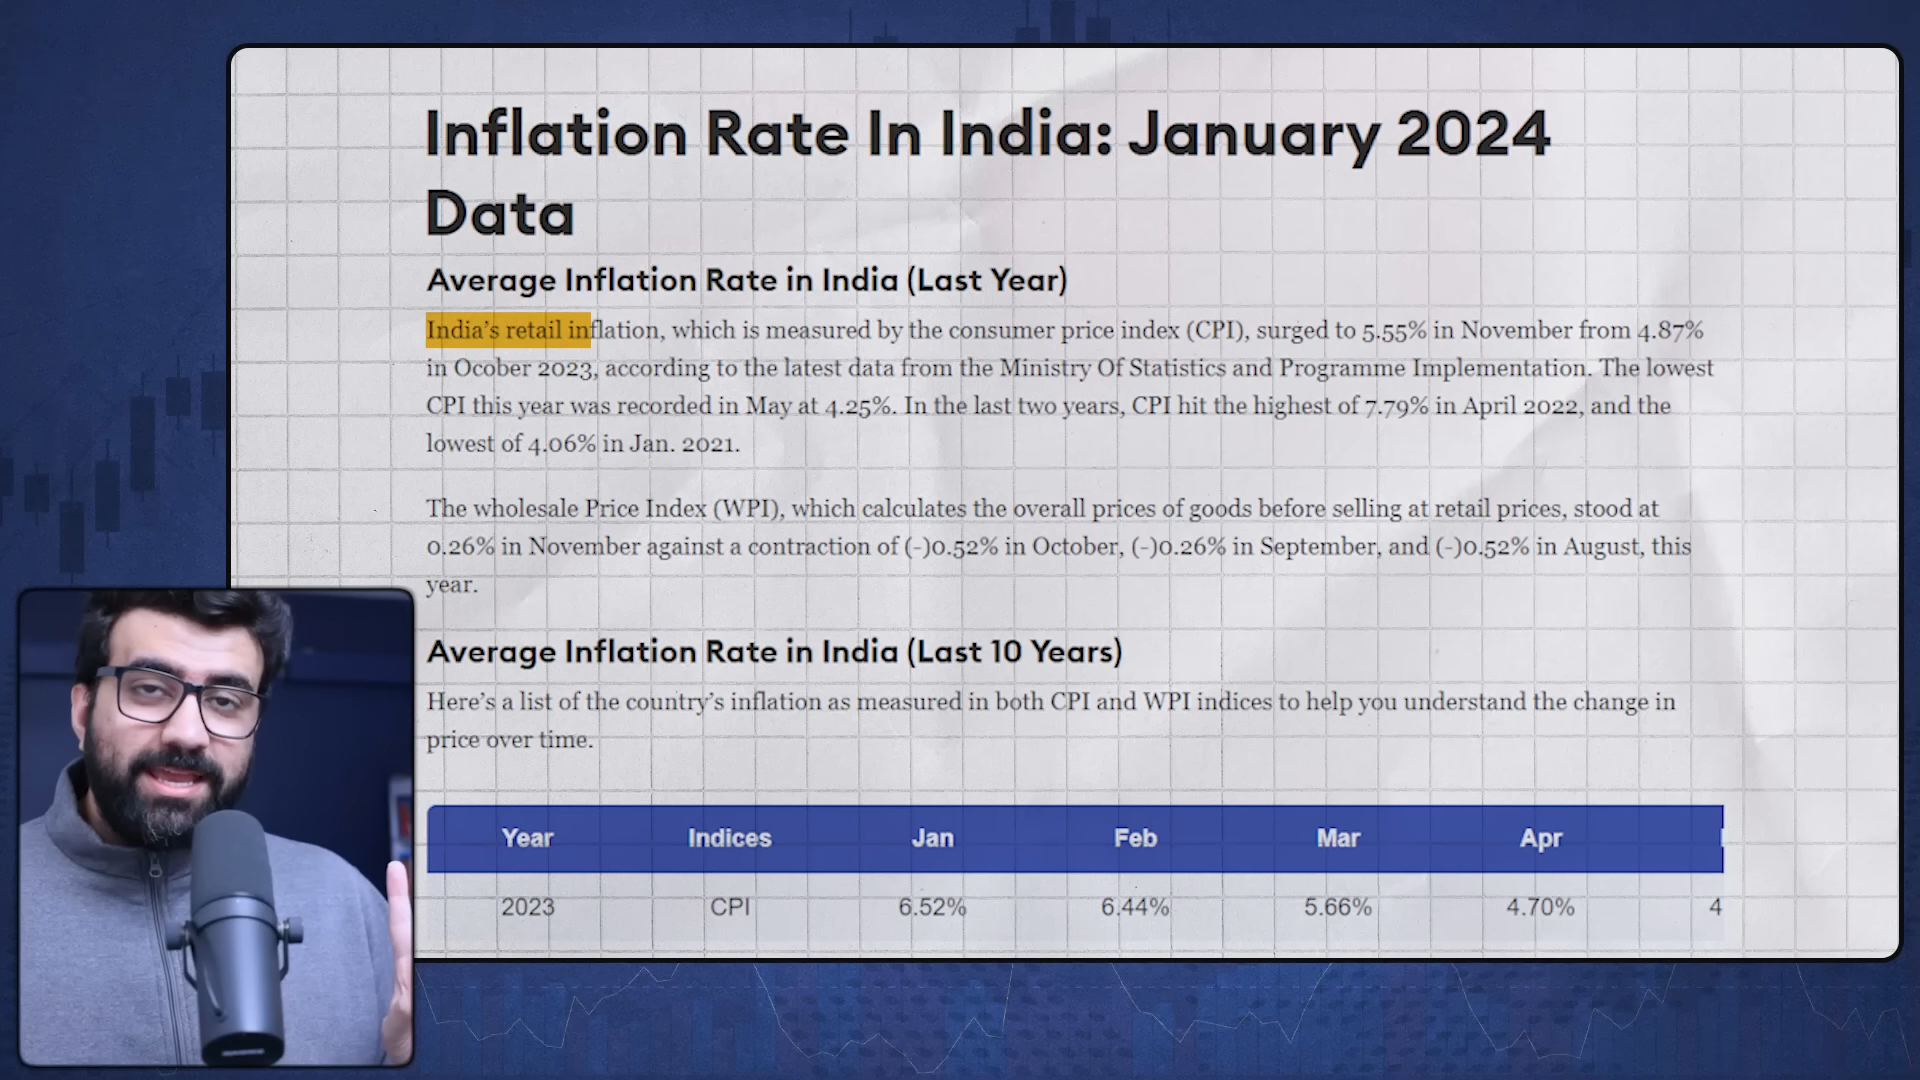 Inflation Rate In India: January 2024
Data
Average Inflation Rate in India (Last Year)
India's retail inflation, which is measured by the consumer price index (CPI), surged to 5.55% in November from 4.87%
in Ocober 2023, according to the latest data from the Ministry Of Statistics and Programme Implementation. The lowest
CPI this year was recorded in May at 4.25%. In the last two years, CPI hit the highest of 7.79% in April 2022, and the
lowest of 4.06% in Jan. 2021.
The wholesale Price Index (WPI), which calculates the overall prices of goods before selling at retail prices, stood at
0.26% in November against a contraction of (-)0.52% in October, (-)0.26% in September, and (-)0.52% in August, this
year.
Average Inflation Rate in India (Last 10 Years)
Here's a list of the country's inflation as measured in both CPI and WPI indices to help you understand the change in
price over time.
Year Indices Jan Feb Mar Apr
2023 CPI 6.52% 6.44% 5.66% 4.70% 4